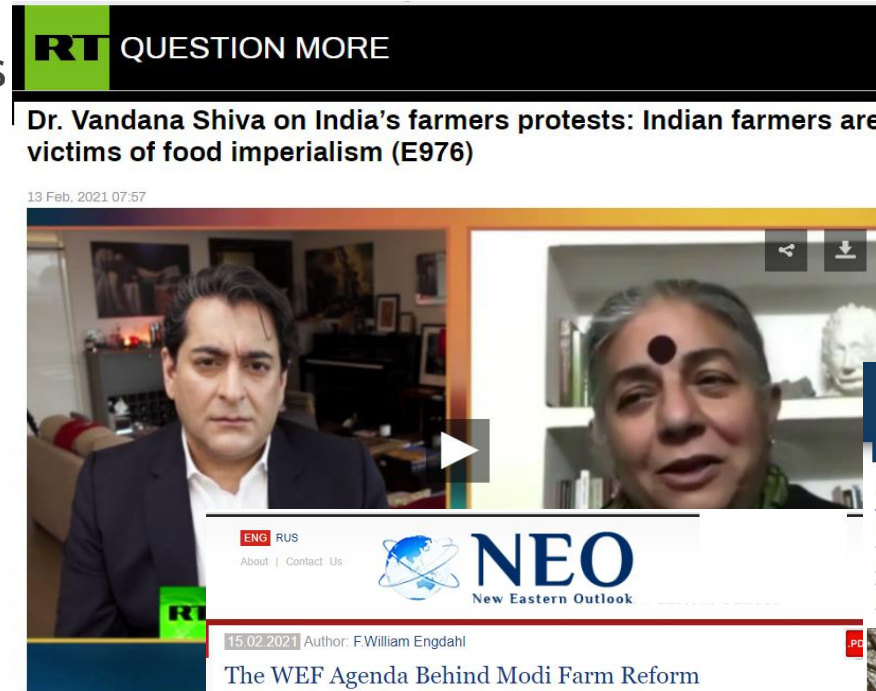 s
RT QUESTION MORE
Dr. Vandana Shiva on India's farmers protests: Indian farmers are
victims of food imperialism (E976)
13 Feb, 2021 07:57
RT
ENG RUS
About | Contact Us
NEO
New Eastern Outlook
15.02.2021 Author: F.William Engdahl
.PD
The WEF Agenda Behind Modi Farm Reform